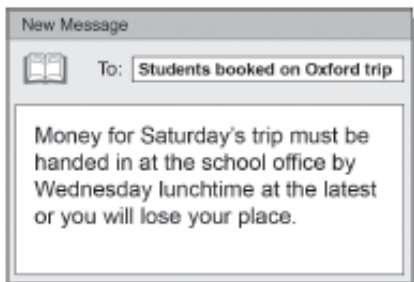 New Message
To: Students booked on Oxford trip
Money for Saturday's trip must be
handed in at the school office by
Wednesday lunchtime at the latest
or you will lose your place.